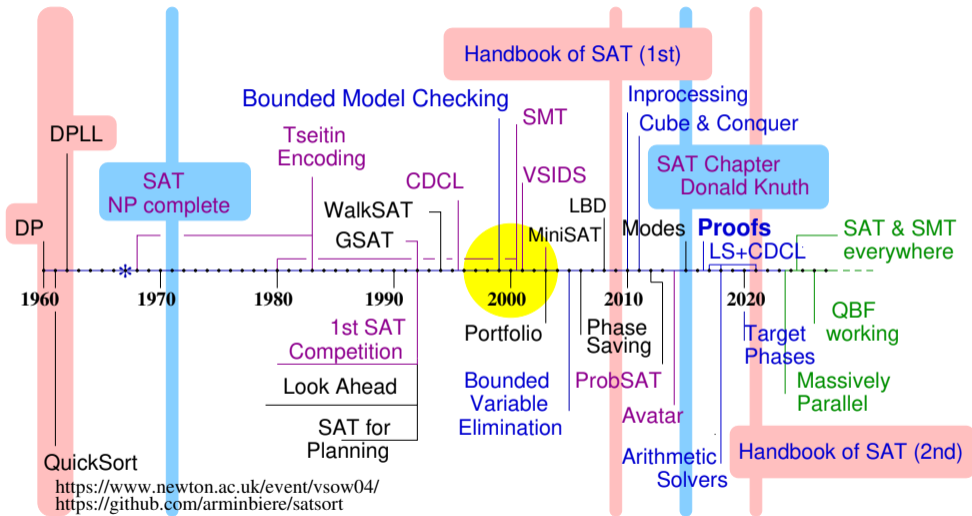 Handbook of SAT (1st)
Bounded Model Checking
Inprocessing
Cube & Conquer
SMT
DPLL
Tseitin
Encoding
SAT
NP complete
CDCL
VSIDS
SAT Chapter
Donald Knuth
WalkSAT
LBD
DP
GSAT
MiniSAT
Modes
Proofs
LS+CDCL
SAT & SMT
everywhere
*
1960
1970
1980
1990
2000
2010
2020
1st SAT
Competition
Portfolio
Phase
Saving
Target
Phases
QBF
working
Look Ahead
Bounded
Variable
Elimination
ProbSAT
Massively
Parallel
SAT for
Planning
Avatar
QuickSort
Arithmetic
Solvers
Handbook of SAT (2nd)
https://www.newton.ac.uk/event/vsow04/
https://github.com/arminbiere/satsort